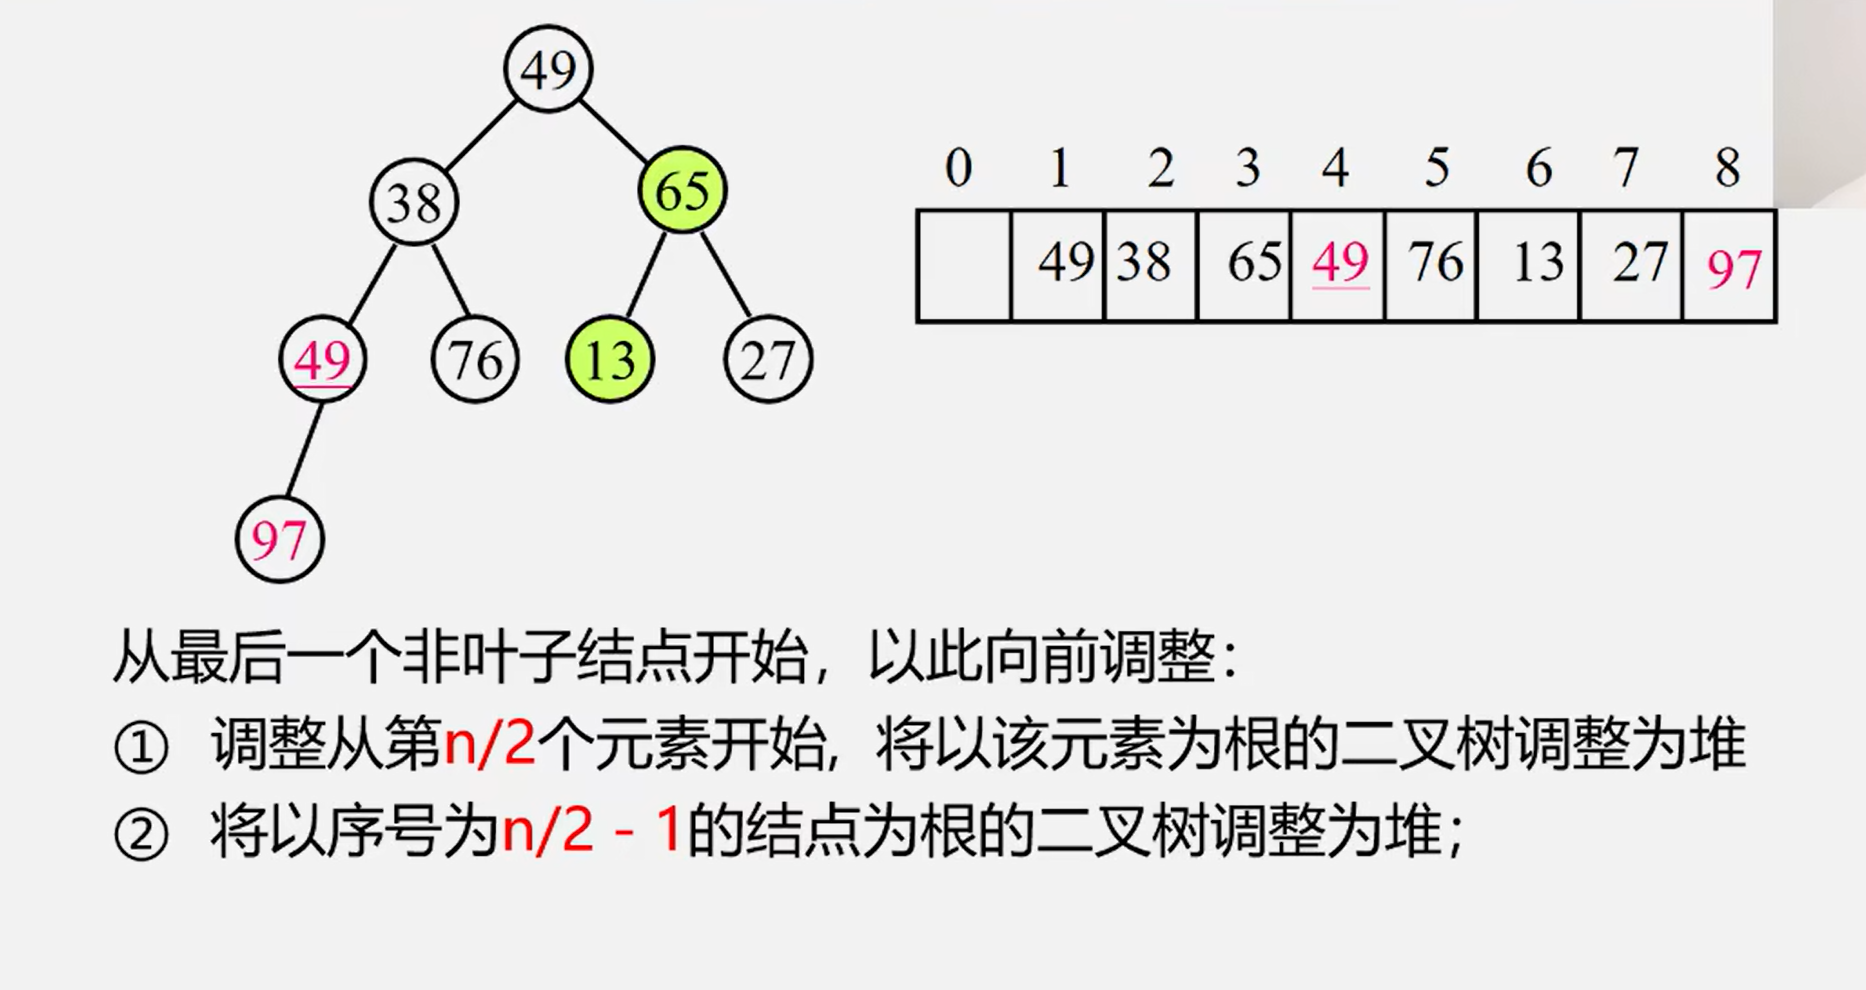 49
38 65
49 76 13 27
97
0 1 2 3 4 5 6 7 8
49 38 65 49 76 13 27 97
从最后一个非叶子结点开始，以此向前调整：
① 调整从第n/2个元素开始, 将以该元素为根的二叉树调整为堆
② 将以序号为n/2 - 1的结点为根的二叉树调整为堆；